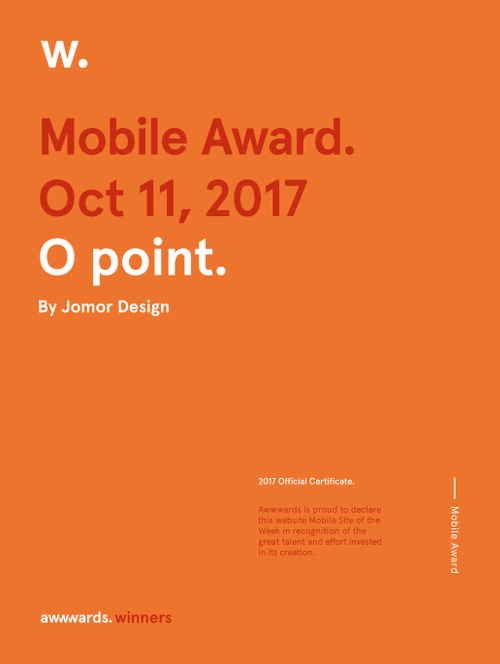 w.
Mobile Award.
Oct 11, 2017
O point.
By Jomor Design
2017 Official Certificate.
Awwwards is proud to declare
this website Mobile Site of the
Week in recognition of the
great talent and effort invested
in its creation.
Mobile Award
awwwards.winners